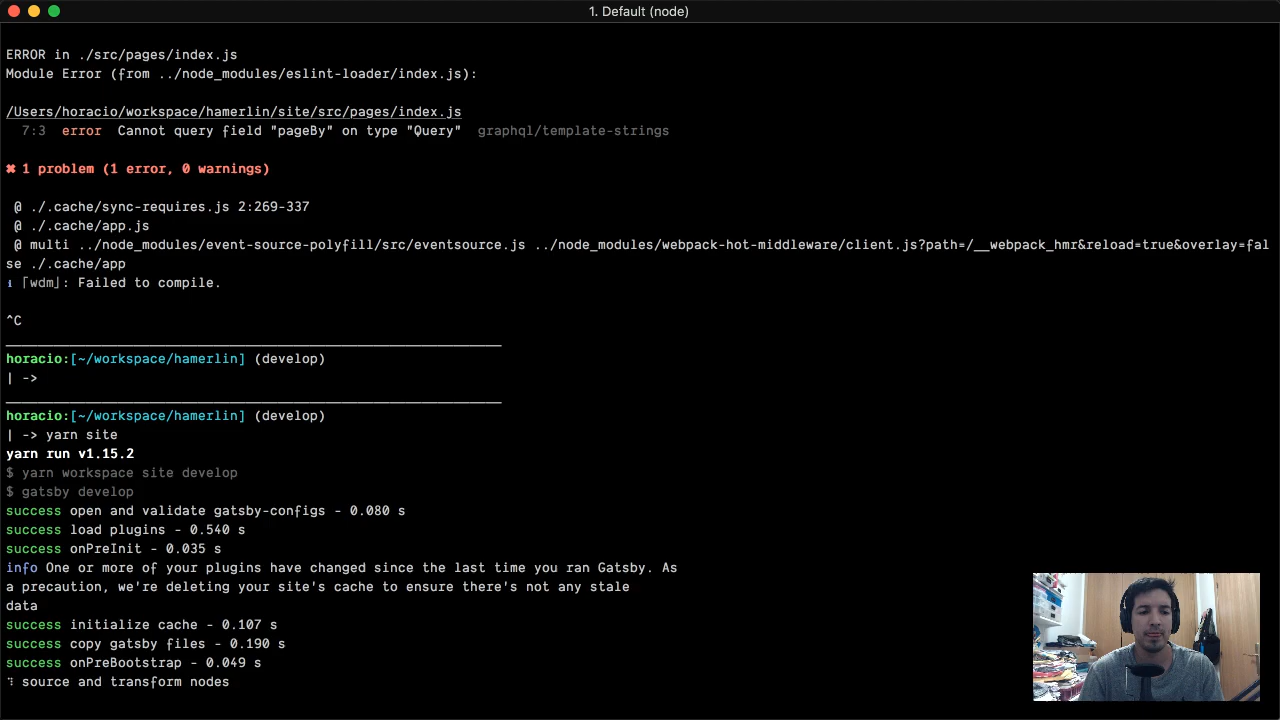 1. Default (node)
ERROR in ./src/pages/index.js
Module Error (from ../node_modules/eslint-loader/index.js):
/Users/horacio/workspace/hamerlin/site/src/pages/index.js
7:3  error  Cannot query field "pageBy" on type "Query"  graphql/template-strings
✖ 1 problem (1 error, 0 warnings)
@ ./.cache/sync-requires.js 2:269-337
@ ./.cache/app.js
@ multi ../node_modules/event-source-polyfill/src/eventsource.js ../node_modules/webpack-hot-middleware/client.js?path=/__webpack_hmr&reload=true&overlay=fal
se ./.cache/app
ℹ ｢wdm｣: Failed to compile.
^C
horacio:[~/workspace/hamerlin] (develop)
| ->
horacio:[~/workspace/hamerlin] (develop)
| -> yarn site
yarn run v1.15.2
$ yarn workspace site develop
$ gatsby develop
success open and validate gatsby-configs - 0.080 s
success load plugins - 0.540 s
success onPreInit - 0.035 s
info One or more of your plugins have changed since the last time you ran Gatsby. As
a precaution, we're deleting your site's cache to ensure there's not any stale
data
success initialize cache - 0.107 s
success copy gatsby files - 0.190 s
success onPreBootstrap - 0.049 s
⠹ source and transform nodes